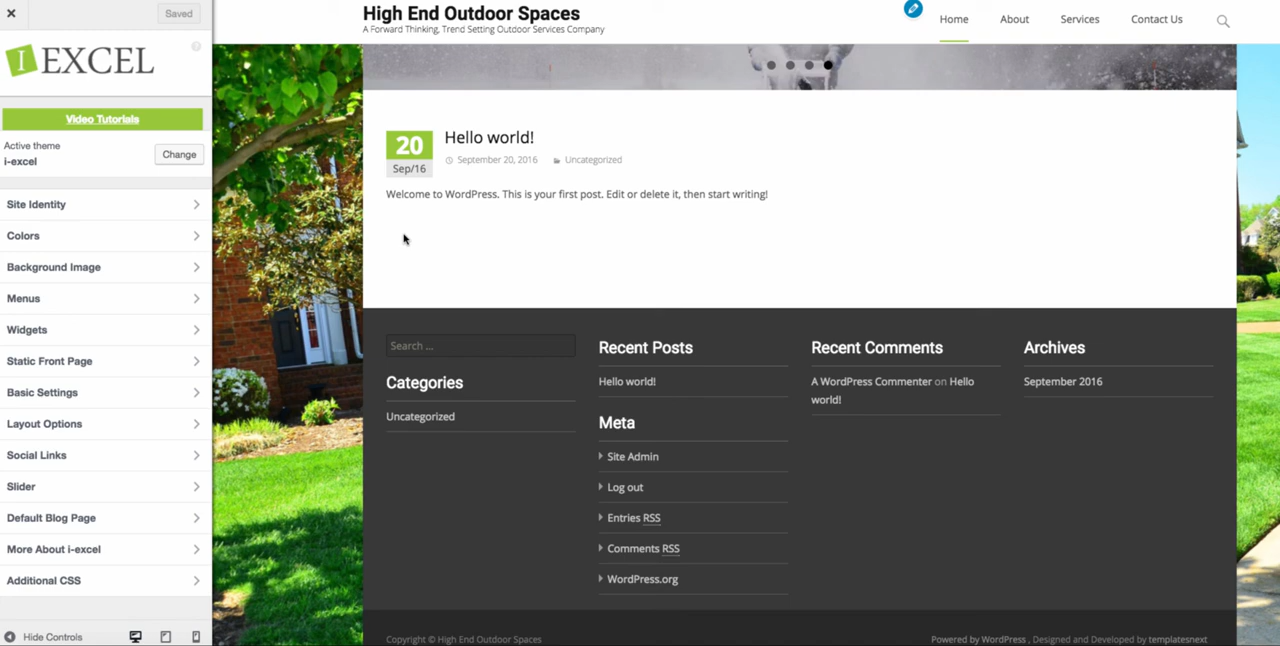 Saved
I EXCEL
Video Tutorials
Active theme
i-excel
Change
Site Identity
Colors
Background Image
Menus
Widgets
Static Front Page
Basic Settings
Layout Options
Social Links
Slider
Default Blog Page
More About i-excel
Additional CSS
Hide Controls
High End Outdoor Spaces
A Forward Thinking, Trend Setting Outdoor Services Company
Home About Services Contact Us
20
Sep/16
Hello world!
September 20, 2016 Uncategorized
Welcome to WordPress. This is your first post. Edit or delete it, then start writing!
Search ...
Categories
Uncategorized
Recent Posts
Hello world!
Meta
Site Admin
Log out
Entries RSS
Comments RSS
WordPress.org
Recent Comments
A WordPress Commenter on Hello
world!
Archives
September 2016
Copyright © High End Outdoor Spaces
Powered by WordPress , Designed and Developed by templatesnext